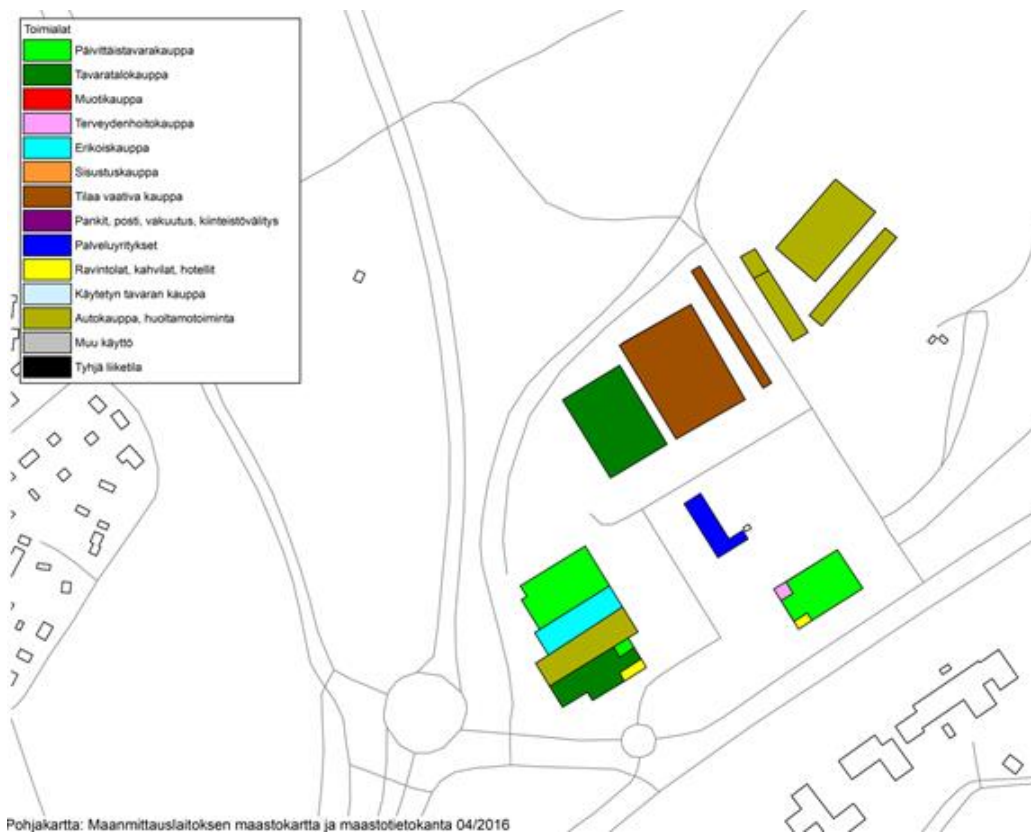 Toimialat
Päivittäistavarakauppa
Tavaratalokauppa
Muotikauppa
Terveydenhoitokauppa
Erikoiskauppa
Sisustuskauppa
Tilaa vaativa kauppa
Pankit, posti, vakuutus, kiinteistövälitys
Palveluyritykset
Ravintolat, kahvilat, hotellit
Käytetyn tavaran kauppa
Autokauppa, huoltamotoiminta
Muu käyttö
Tyhjä liiketila
Pohjakartta: Maanmittauslaitoksen maastokartta ja maastotietokanta 04/2016